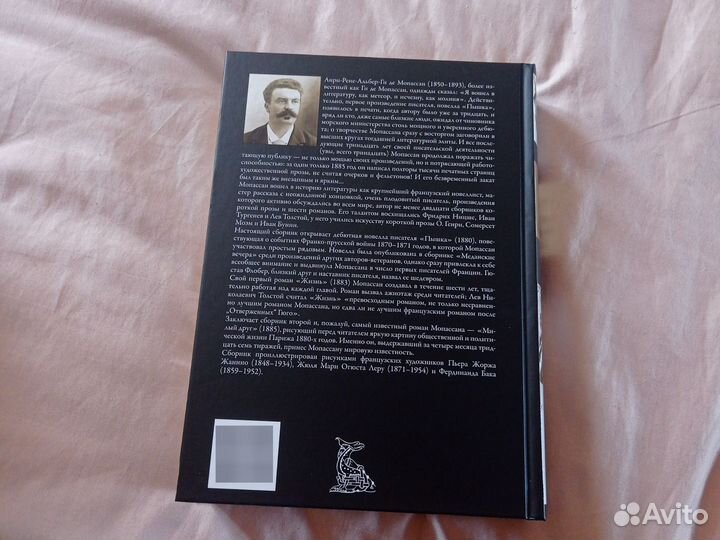 Анри-Рене-Альбер-Ги де Мопассан (1850–1893), более из-
вестный как Ги де Мопассан, однажды сказал: «Я вошел в
литературу, как метеор, и исчезну, как молния». Действи-
тельно, первое произведение писателя, новелла «Пышка»,
появилось в печати, когда автору было уже за тридцать, и
вряд ли кто, даже самые близкие люди, ожидал от чиновника
морского министерства столь мощного и уверенного дебю-
та; о творчестве Мопассана сразу с восторгом заговорили в
высших кругах тогдашней литературной элиты. И все после-
дующие тринадцать лет своей писательской деятельности
(увы, всего тринадцать) Мопассан продолжал поражать чи-
тающую публику — не только мощью своих произведений, но и потрясающей работо-
способностью: за один только 1885 год он написал полторы тысячи печатных страниц
художественной прозы, не считая очерков и фельетонов! И его безвременный закат
был таким же внезапным и ярким...
Мопассан вошел в историю литературы как крупнейший французский новеллист, ма-
стер рассказа с неожиданной концовкой, очень плодовитый писатель, произведения
которого активно обсуждались во всем мире, автор не менее двадцати сборников ко-
роткой прозы и шести романов. Его талантом восхищались Фридрих Ницше, Иван
Тургенев и Лев Толстой, у него учились искусству короткой прозы О. Генри, Сомерсет
Моэм и Иван Бунин.
Настоящий сборник открывает дебютная новелла писателя «Пышка» (1880), повес-
твующая о событиях Франко-прусской войны 1870–1871 годов, в которой Мопассан
участвовал простым рядовым. Новелла была опубликована в сборнике «Меданские
вечера» среди произведений других авторов-ветеранов, однако сразу привлекла к себе
всеобщее внимание и выдвинула Мопассана в число первых писателей Франции. Гю-
став Флобер, близкий друг и наставник писателя, назвал ее шедевром.
Свой первый роман «Жизнь» (1883) Мопассан создавал в течение шести лет, тща-
тельно работая над каждой главой. Роман вызвал ажиотаж среди читателей; Лев Ни-
колаевич Толстой считал «Жизнь» «превосходным романом, не только несравнен-
но лучшим романом Мопассана, но едва ли не лучшим французским романом после
„Отверженных" Гюго».
Заключает сборник второй и, пожалуй, самый известный роман Мопассана — «Ми-
лый друг» (1885), рисующий перед читателем яркую картину общественной и поли-
тической жизни Парижа 1880-х годов. Именно он, выдержавший за четыре месяца трид-
цать семь тиражей, принес Мопассану мировую известность.
Сборник проиллюстрирован рисунками французских художников Пьера Жоржа
Жаннио (1848–1934), Жюля Мари Огюста Леру (1871–1954) и Фердинанда Бака
(1859–1952).
Avito